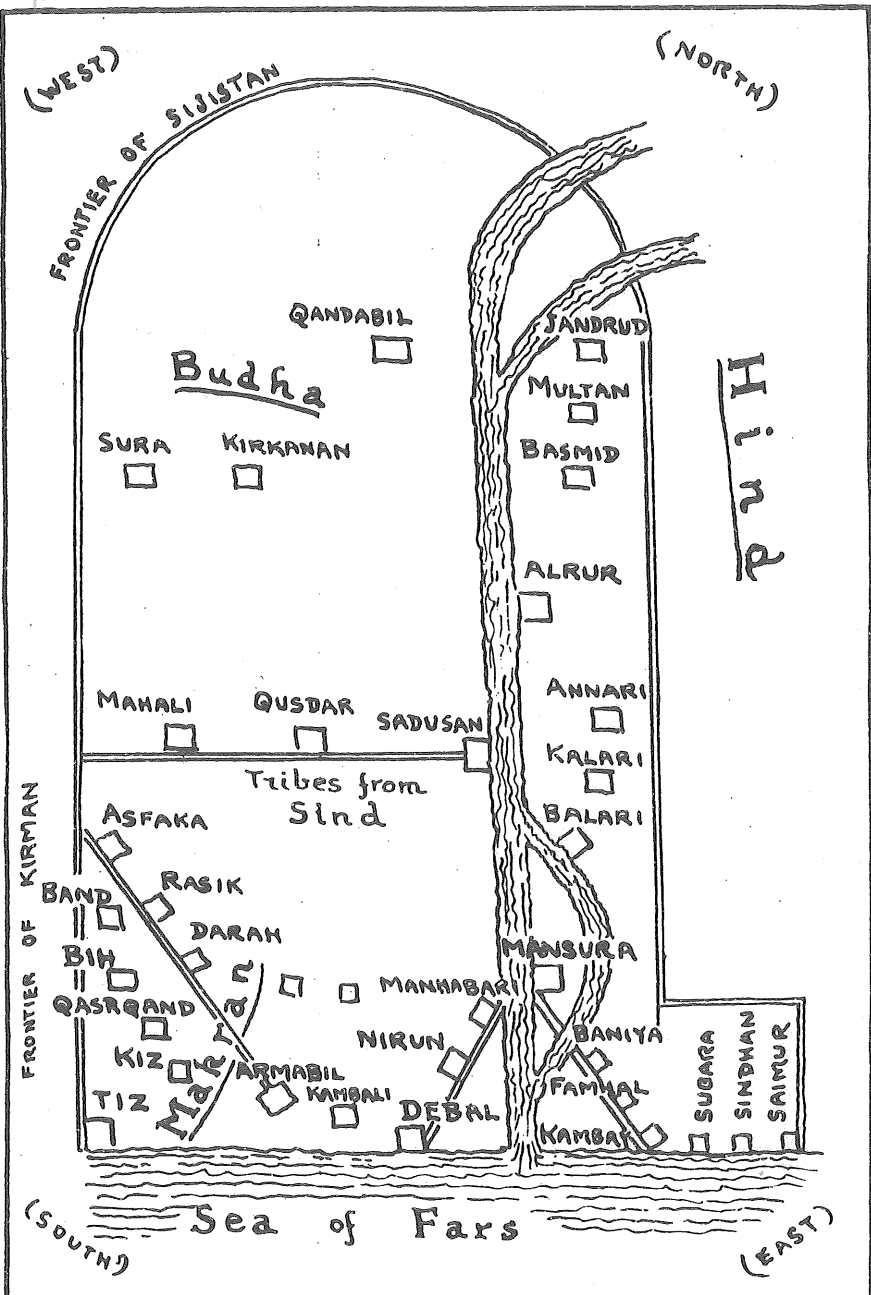 (WEST)
(NORTH)
FRONTIER OF SIJISTAN
QANDABIL
JANDRUD
Budha
MULTAN
Hind
SURA
KIRKANAN
BASMID
ALRUR
MAHALI
QUSDAR
SADUSAN
ANNARI
KALARI
Tribes from
Sind
BALARI
FRONTIER OF KIRMAN
ASFAKA
BAND
RASIK
DARAH
BIH
MANSURA
QASRQAND
MANHABARI
Mahran
NIRUN
BANIYA
KIZ
ARMABIL
KAMBALI
FAMHAL
TIZ
DEBAL
KAMBAY
SUBARA
SINDHAN
SAIMUR
Sea of Fars
(SOUTH)
(EAST)